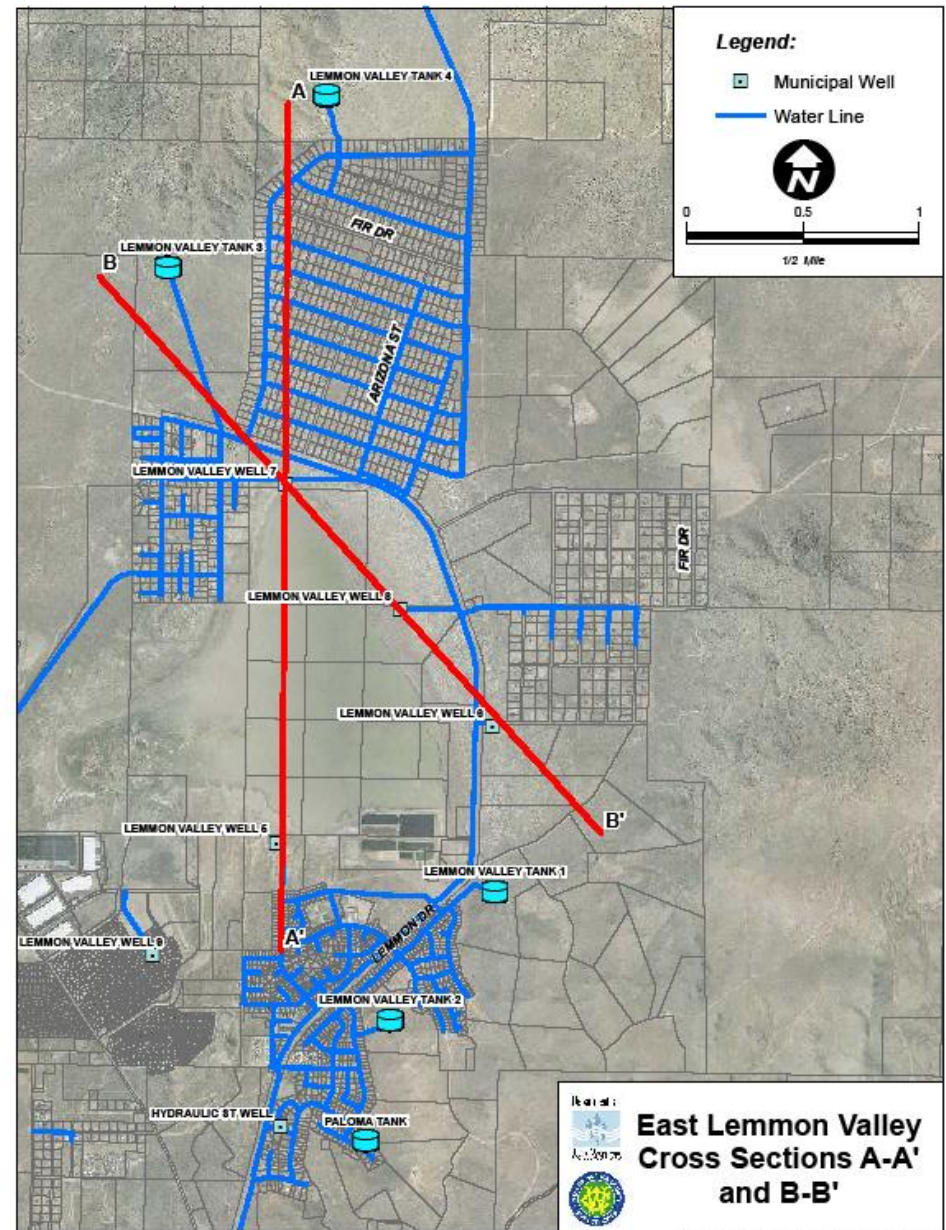 Legend:
Municipal Well
Water Line
N
0 0.5 1
1/2 Mile
LEMMON VALLEY TANK 4
A
FIR DR
LEMMON VALLEY TANK 3
B
ARIZONA ST
LEMMON VALLEY WELL 7
FIR DR
LEMMON VALLEY WELL 8
LEMMON VALLEY WELL 6
B'
LEMMON VALLEY WELL 5
LEMMON VALLEY TANK 1
LEMMON DR
A'
LEMMON VALLEY WELL 9
LEMMON VALLEY TANK 2
HYDRAULIC ST WELL
PALOMA TANK
East Lemmon Valley
Cross Sections A-A'
and B-B'